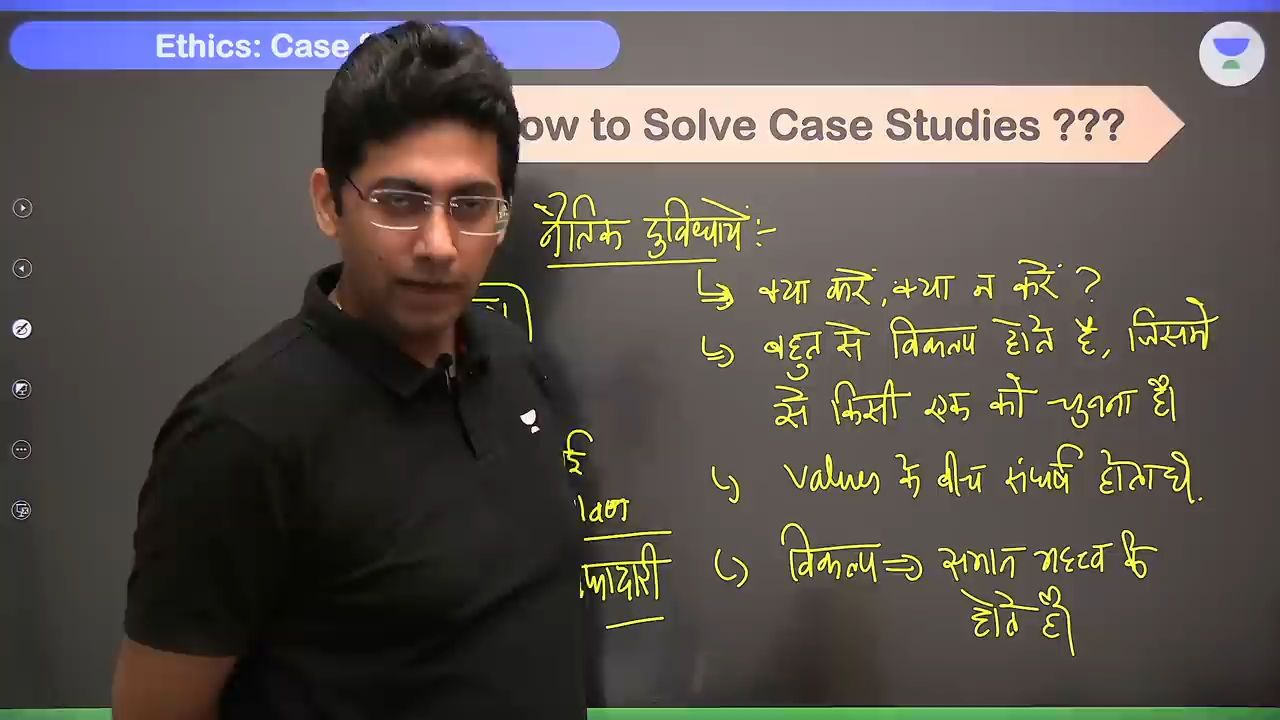 Ethics: Case
ow to Solve Case Studies ???
नैतिक दुविधायें :-
↳ क्या करें, क्या न करें ?
↳ बहुत से विकल्प होते है, जिसमे
से किसी एक को चुनना है।
↳ values के बीच संघर्ष होता है।
↳ विकल्प ⇒ समान महत्व के
होते है।